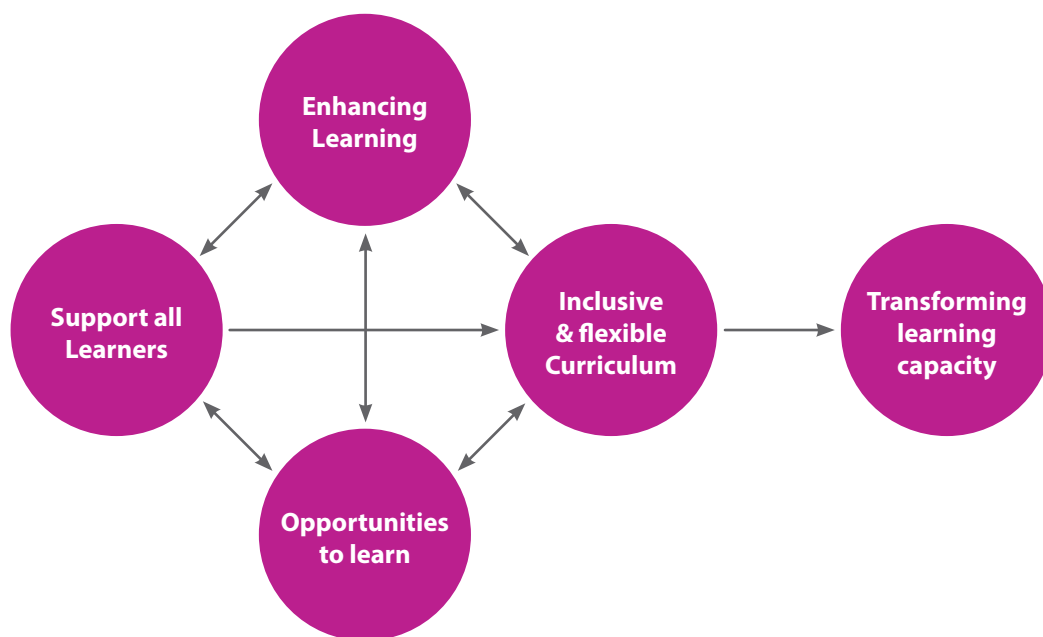 Enhancing
Learning
Support all
Learners
Inclusive
& flexible
Curriculum
Transforming
learning
capacity
Opportunities
to learn